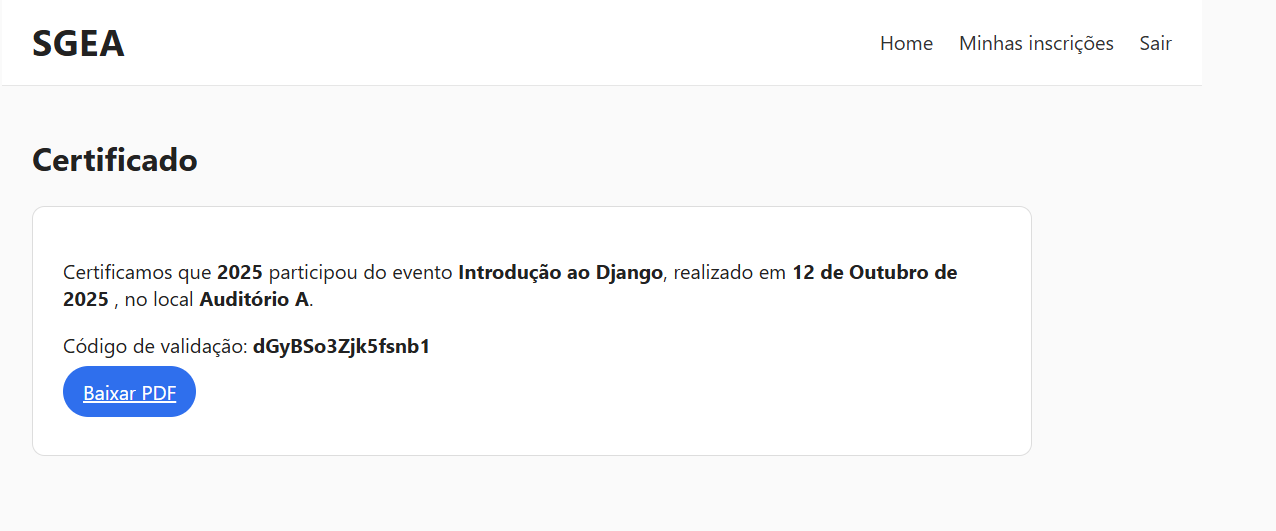 SGEA
Home Minhas inscrições Sair
Certificado
Certificamos que 2025 participou do evento Introdução ao Django, realizado em 12 de Outubro de
2025 , no local Auditório A.
Código de validação: dGyBSo3Zjk5fsnb1
Baixar PDF